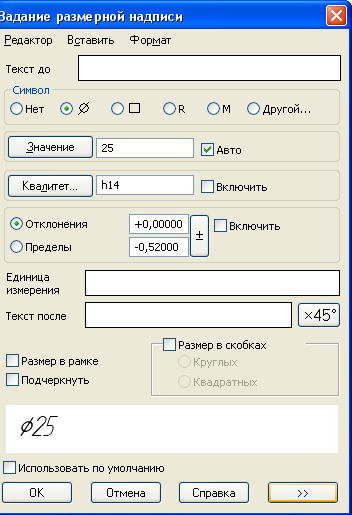 Задание размерной надписи
Редактор Вставить Формат
Текст до
Символ
Нет ⌀ □ R M Другой...
Значение 25 Авто
Квалитет... h14 Включить
Отклонения +0,00000 ± Включить
Пределы -0,52000
Единица
измерения
Текст после ×45°
Размер в скобках
Размер в рамке Круглых
Подчеркнуть Квадратных
⌀25
Использовать по умолчанию
OK Отмена Справка >>